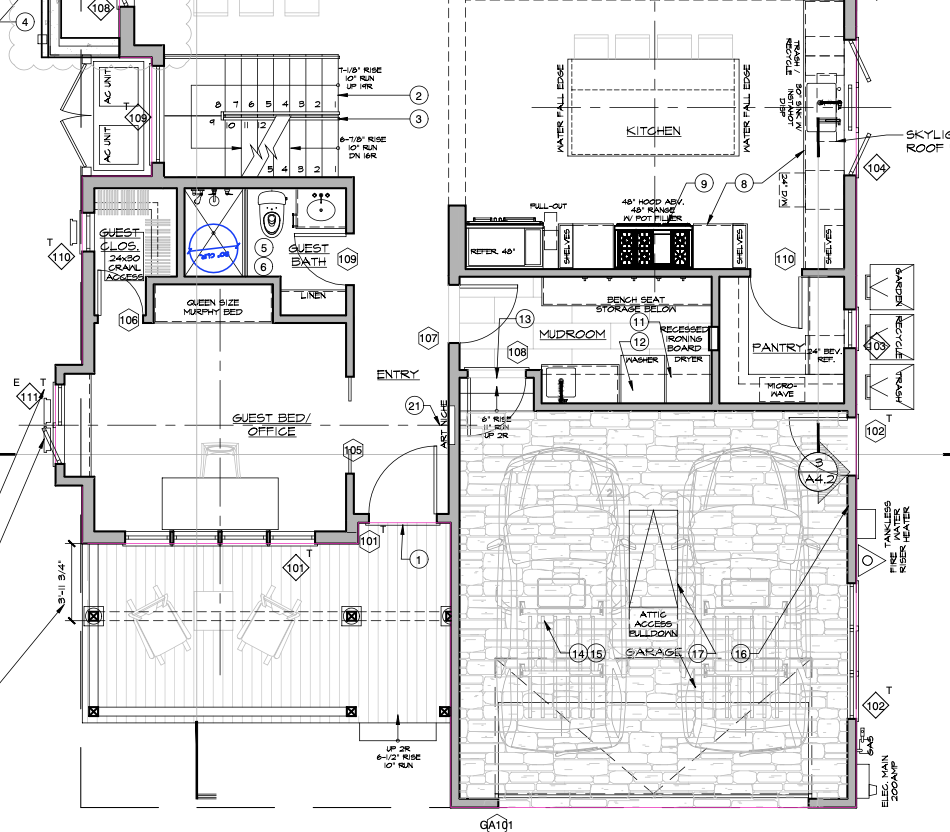 108
4
AC UNIT
T
109
AC UNIT
7-1/8" RISE
10" RUN
UP 19R
2
3
8 7 6 5 4 3 2 1
9 10 11 12
6-7/8" RISE
10" RUN
DN 16R
5 4 3 2 1
WATER FALL EDGE
KITCHEN
WATER FALL EDGE
TRASH /
RECYCLE
30" SINK W/
INSTAHOT
DISP
SKYLIG
ROOF
104
24" D/W
9
8
PULL-OUT
48" HOOD ABV.
48" RANGE
W/ POT FILLER
REFER. 48"
SHELVES
SHELVES
SHELVES
110
GUEST
CLOS.
24x30
CRAWL
ACCESS
T
110
5
6
GUEST
BATH
109
LINEN
106
QUEEN SIZE
MURPHY BED
107
13
BENCH SEAT
STORAGE BELOW
11
MUDROOM
RECESSED
IRONING
BOARD
12
108
WASHER
DRYER
PANTRY
24" BEV.
REF.
MICRO-
WAVE
GARDEN
RECYCLE
103
TRASH
ENTRY
E T
111
21
ART NICHE
6" RISE
11" RUN
UP 2R
GUEST BED/
OFFICE
105
102
T
3
A4.2
101
T
1
101
T
3'-11 3/4"
TANKLESS
WATER
HEATER
FIRE
RISER
ATTIC
ACCESS
PULLDOWN
14
15
GARAGE
17
16
102
T
GAS
ELEC. MAIN
200AMP
UP 2R
6-1/2" RISE
10" RUN
GA101